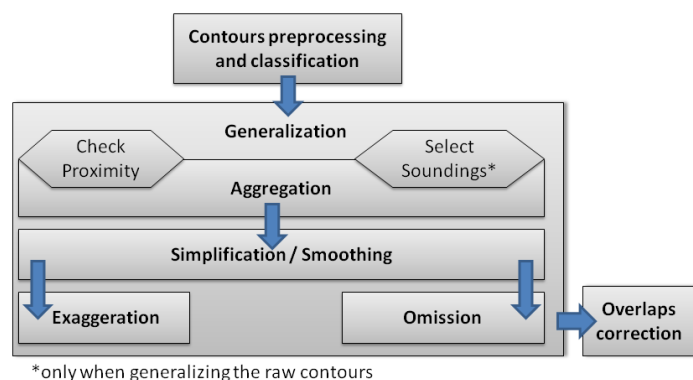 Contours preprocessing
and classification
Generalization
Check
Proximity
Select
Soundings*
Aggregation
Simplification / Smoothing
Exaggeration
Omission
Overlaps
correction
*only when generalizing the raw contours